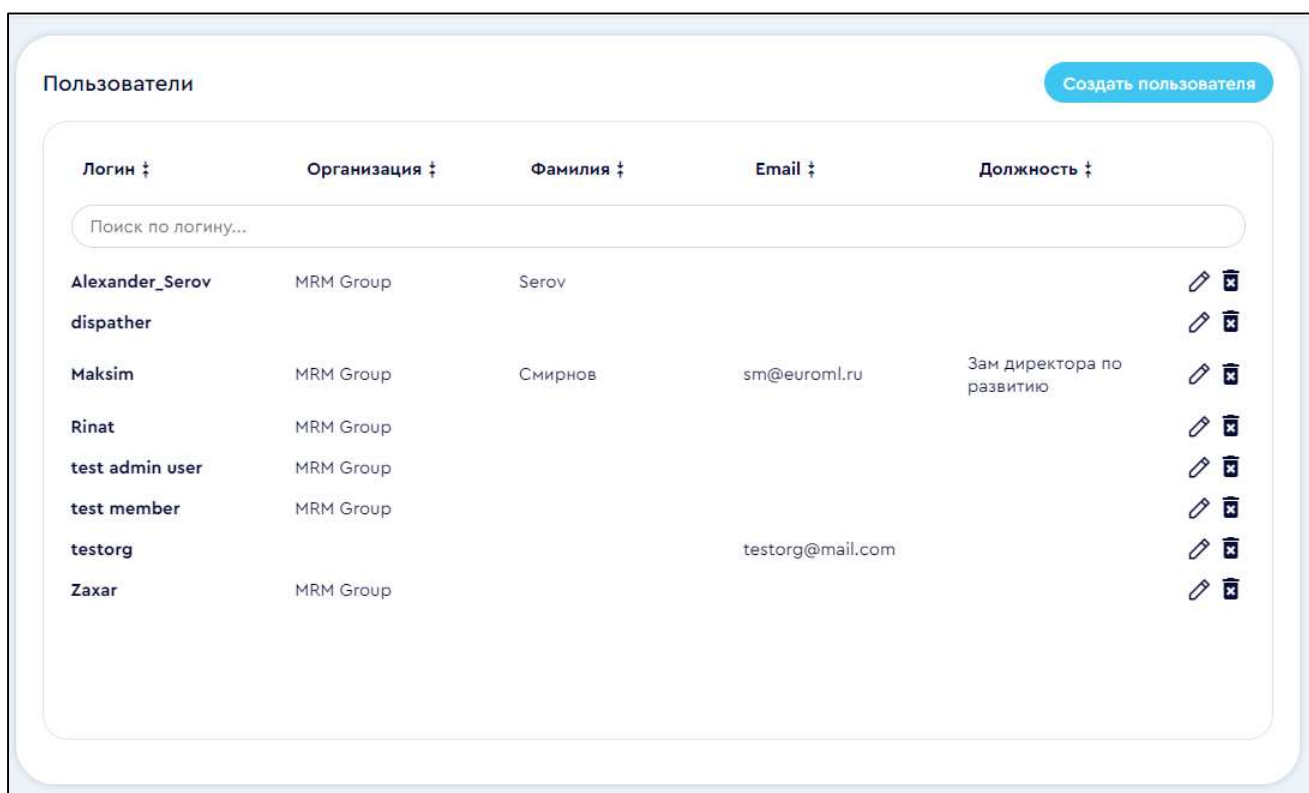 Пользователи Создать пользователя
Логин Организация Фамилия Email Должность
Поиск по логину...
Alexander_Serov MRM Group Serov
dispather
Maksim MRM Group Смирнов sm@euroml.ru Зам директора по
развитию
Rinat MRM Group
test admin user MRM Group
test member MRM Group
testorg testorg@mail.com
Zaxar MRM Group